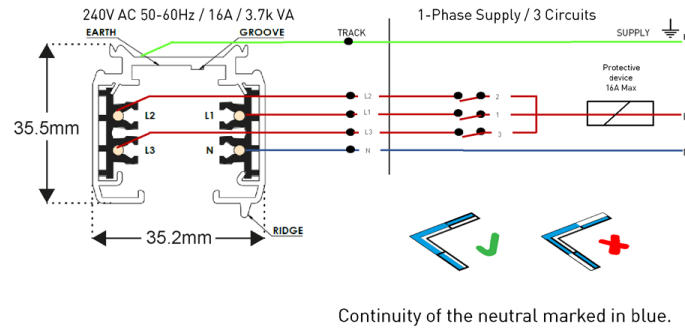 240V AC 50-60Hz / 16A / 3.7k VA
1-Phase Supply / 3 Circuits
EARTH
GROOVE
TRACK
SUPPLY
Protective
device
16A Max
L2
L1
L3
N
L2
L1
L3
N
2
1
3
35.5mm
35.2mm
RIDGE
Continuity of the neutral marked in blue.